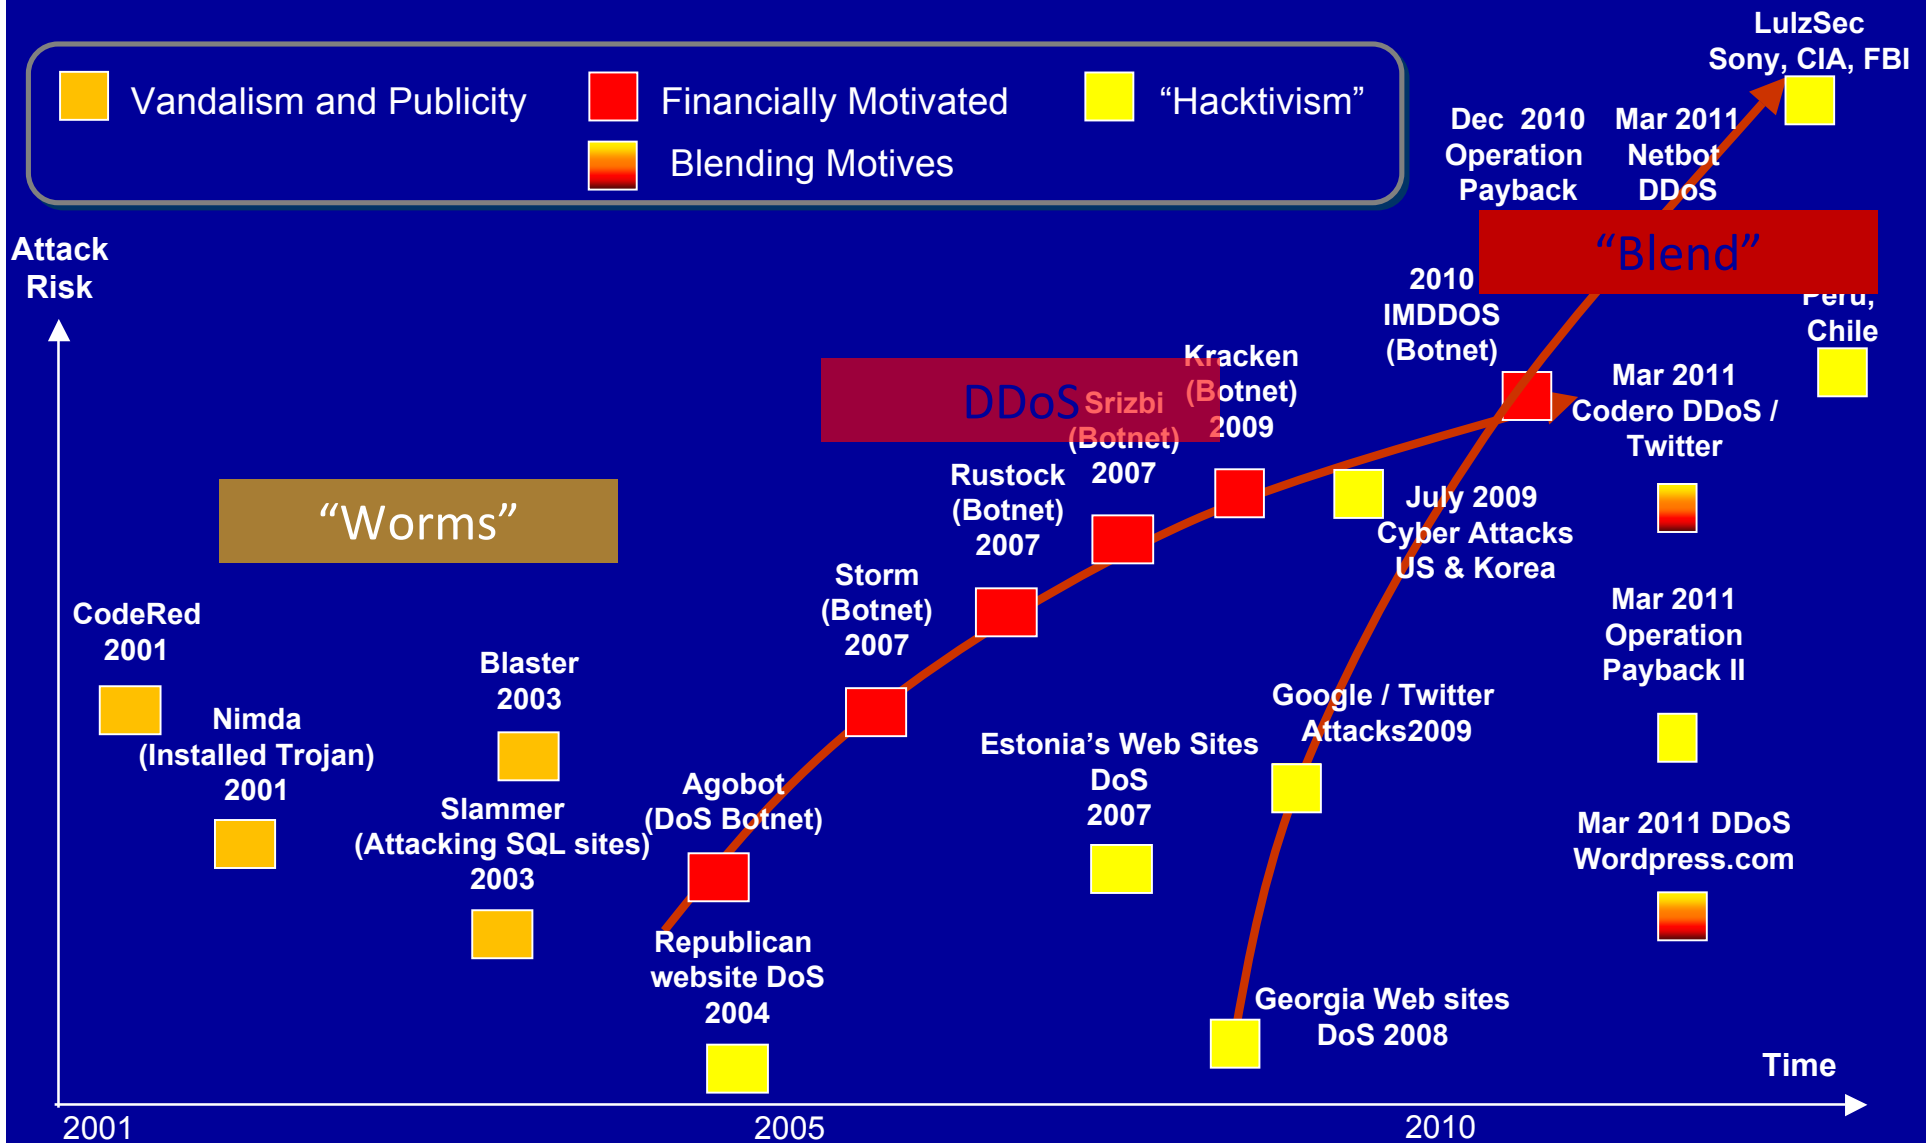 LulzSec
Sony, CIA, FBI
Vandalism and Publicity
Financially Motivated
“Hacktivism”
Blending Motives
Dec 2010
Operation
Payback
Mar 2011
Netbot
DDoS
Attack
Risk
“Blend”
Peru,
Chile
2010
IMDDOS
(Botnet)
Kracken
(Botnet)
2009
DDoS
Srizbi
(Botnet)
2007
Mar 2011
Codero DDoS /
Twitter
Rustock
(Botnet)
2007
“Worms”
July 2009
Cyber Attacks
US & Korea
Storm
(Botnet)
2007
CodeRed
2001
Mar 2011
Operation
Payback II
Blaster
2003
Nimda
(Installed Trojan)
2001
Google / Twitter
Attacks2009
Estonia’s Web Sites
DoS
2007
Agobot
(DoS Botnet)
Slammer
(Attacking SQL sites)
2003
Mar 2011 DDoS
Wordpress.com
Republican
website DoS
2004
Georgia Web sites
DoS 2008
Time
2001
2005
2010